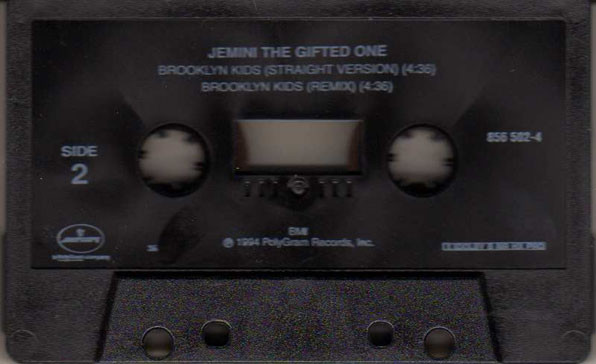 JEMINI THE GIFTED ONE
BROOKLYN KIDS (STRAIGHT VERSION) (4:36)
BROOKLYN KIDS (REMIX) (4:36)
SIDE
2
856 502-4
EMI
℗ 1994 PolyGram Records, Inc.